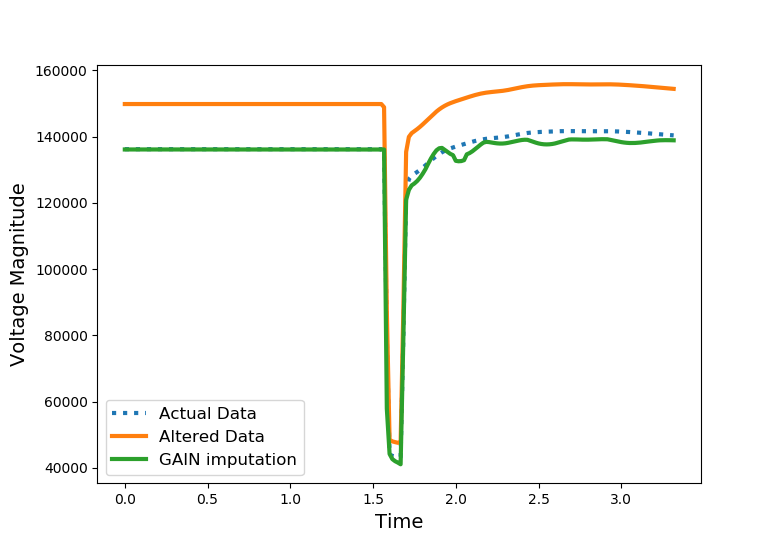 160000
140000
120000
100000
80000
60000
40000
Voltage Magnitude
Actual Data
Altered Data
GAIN imputation
0.0 0.5 1.0 1.5 2.0 2.5 3.0
Time